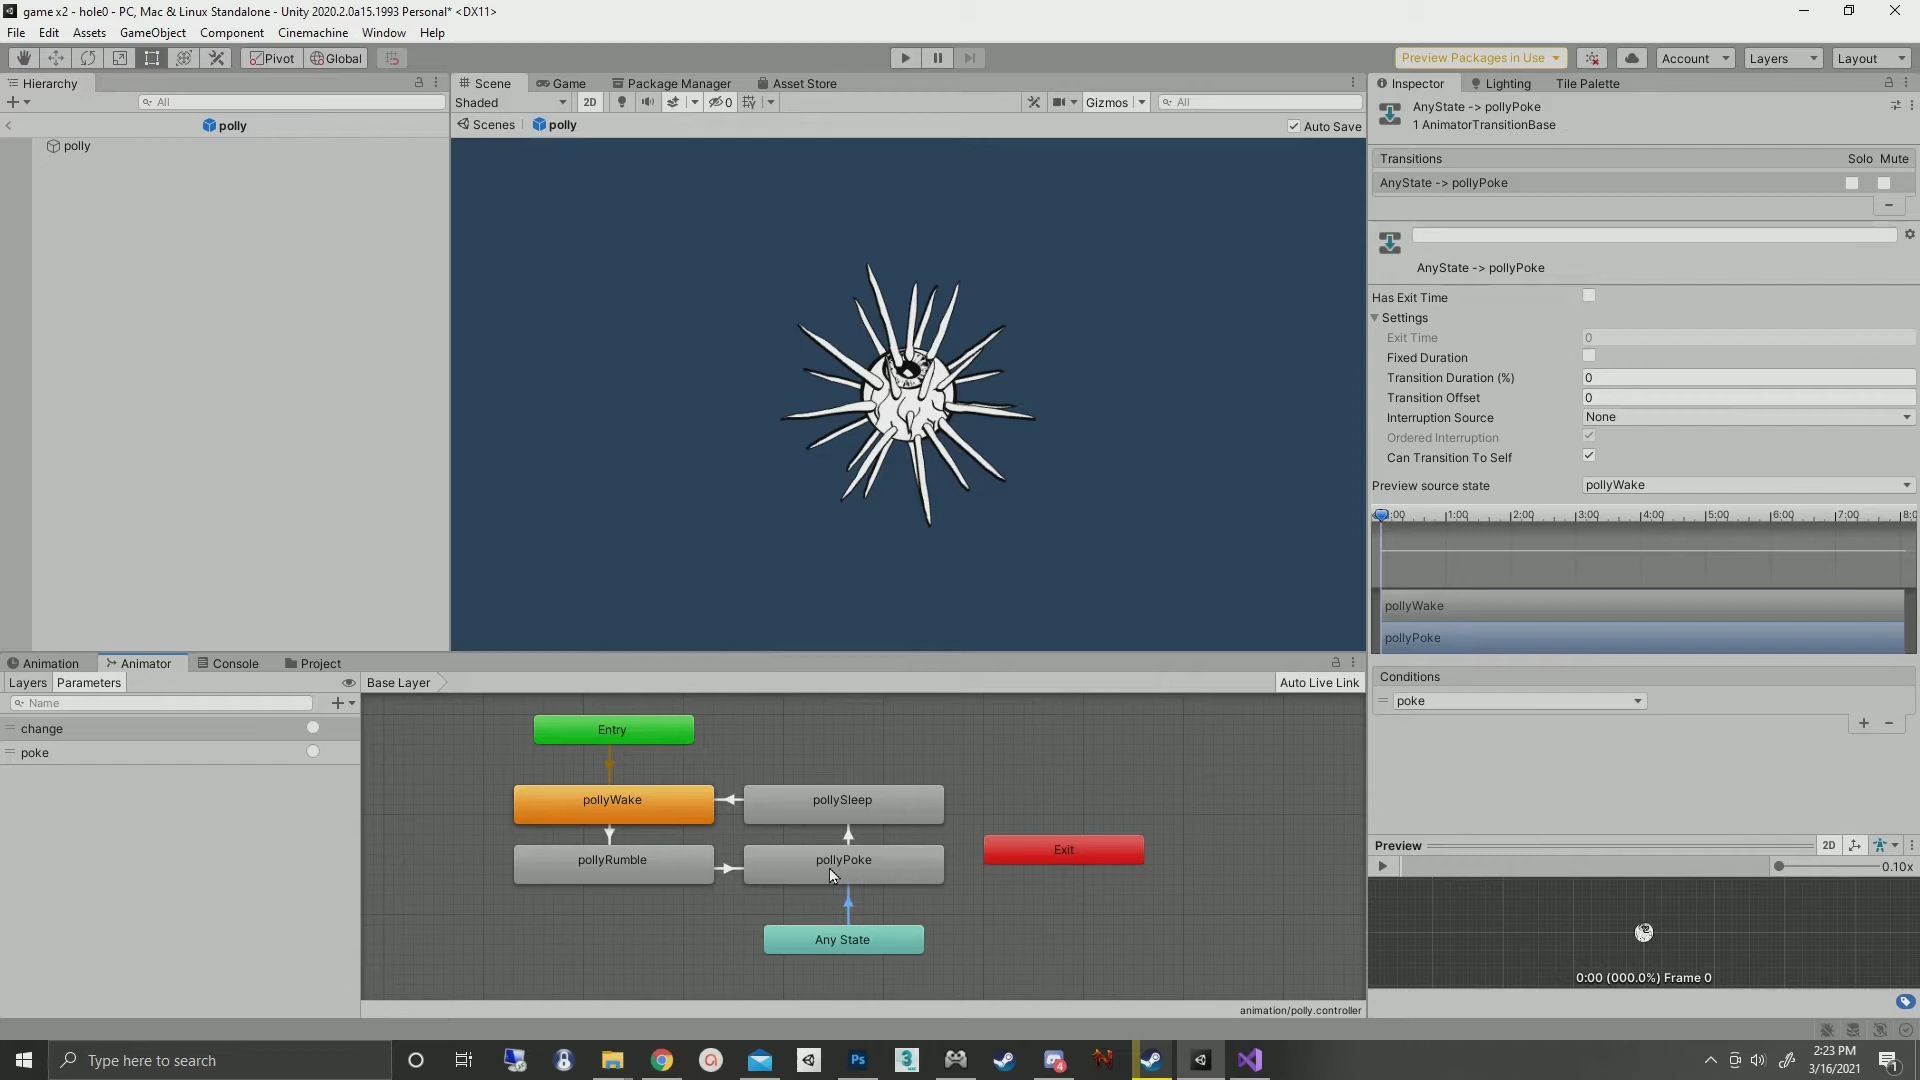 game x2 - hole0 - PC, Mac & Linux Standalone - Unity 2020.2.0a15.1993 Personal* <DX11>
File Edit Assets GameObject Component Cinemachine Window Help
Pivot Global Preview Packages in Use Account Layers Layout
Hierarchy
All
polly
polly
Scene Game Package Manager Asset Store
Shaded 2D 0 Gizmos All
Scenes polly Auto Save
Inspector Lighting Tile Palette
AnyState -> pollyPoke
1 AnimatorTransitionBase
Transitions Solo Mute
AnyState -> pollyPoke
AnyState -> pollyPoke
Has Exit Time
Settings
Exit Time 0
Fixed Duration
Transition Duration (%) 0
Transition Offset 0
Interruption Source None
Ordered Interruption
Can Transition To Self
Preview source state pollyWake
:00 1:00 2:00 3:00 4:00 5:00 6:00 7:00 8:0
pollyWake
pollyPoke
Conditions
poke
Preview 2D
0.10x
0:00 (000.0%) Frame 0
Animation Animator Console Project
Layers Parameters Base Layer Auto Live Link
Name
change
poke
Entry
pollyWake pollySleep
pollyRumble pollyPoke
Exit
Any State
animation/polly.controller
Type here to search
Ps
3
4
2:23 PM
3/16/2021
1